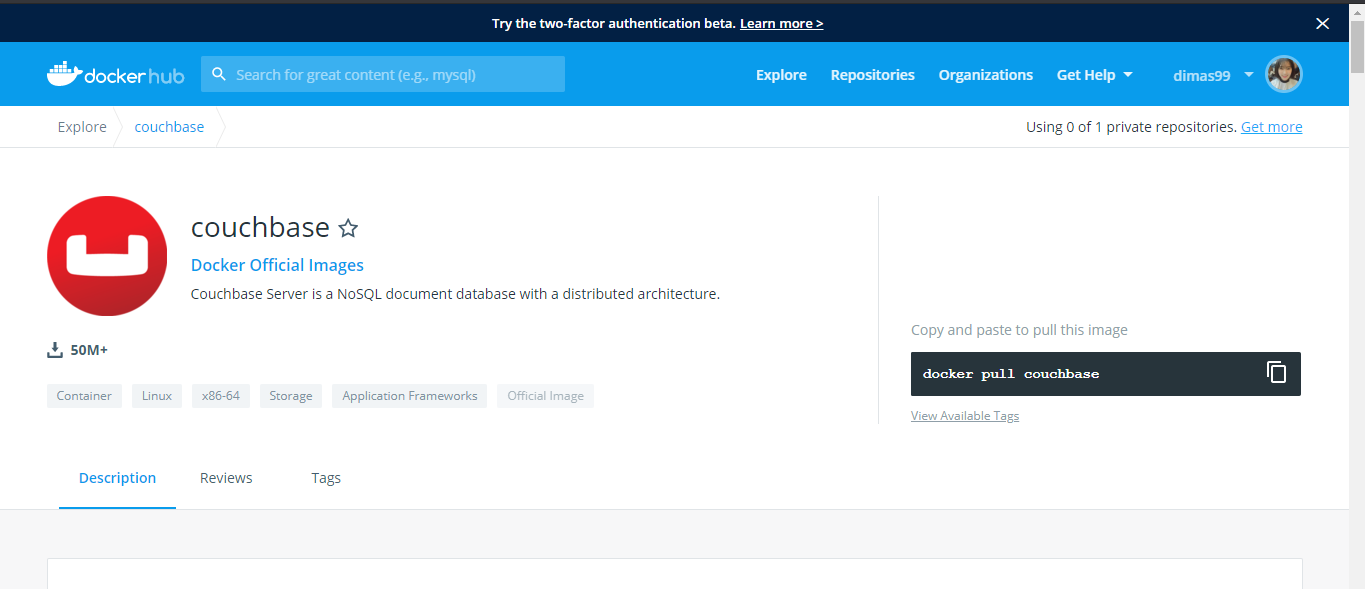 Try the two-factor authentication beta. Learn more >
docker hub
Search for great content (e.g., mysql)
Explore Repositories Organizations Get Help dimas99
Explore couchbase
Using 0 of 1 private repositories. Get more
couchbase
Docker Official Images
Couchbase Server is a NoSQL document database with a distributed architecture.
50M+
Container Linux x86-64 Storage Application Frameworks Official Image
Copy and paste to pull this image
docker pull couchbase
View Available Tags
Description Reviews Tags